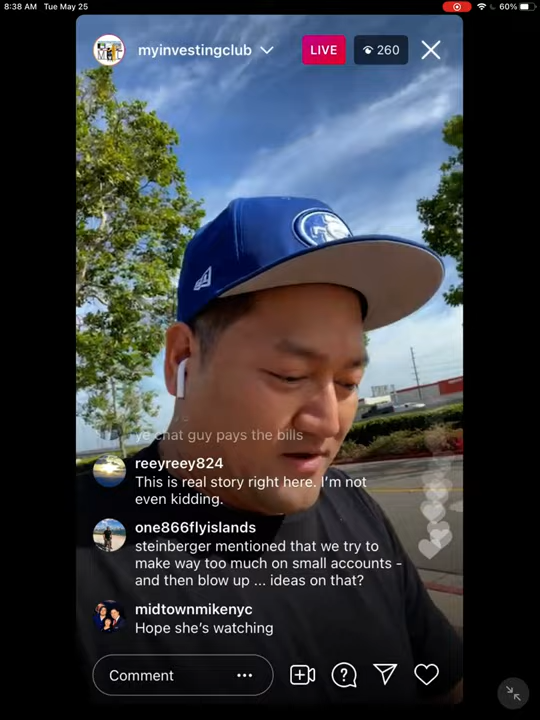 8:38 AM Tue May 25
60%
myinvestingclub
LIVE
260
ye chat guy pays the bills
reeyreey824
This is real story right here. I'm not
even kidding.
one866flyislands
steinberger mentioned that we try to
make way too much on small accounts -
and then blow up ... ideas on that?
midtownmikenyc
Hope she's watching
Comment